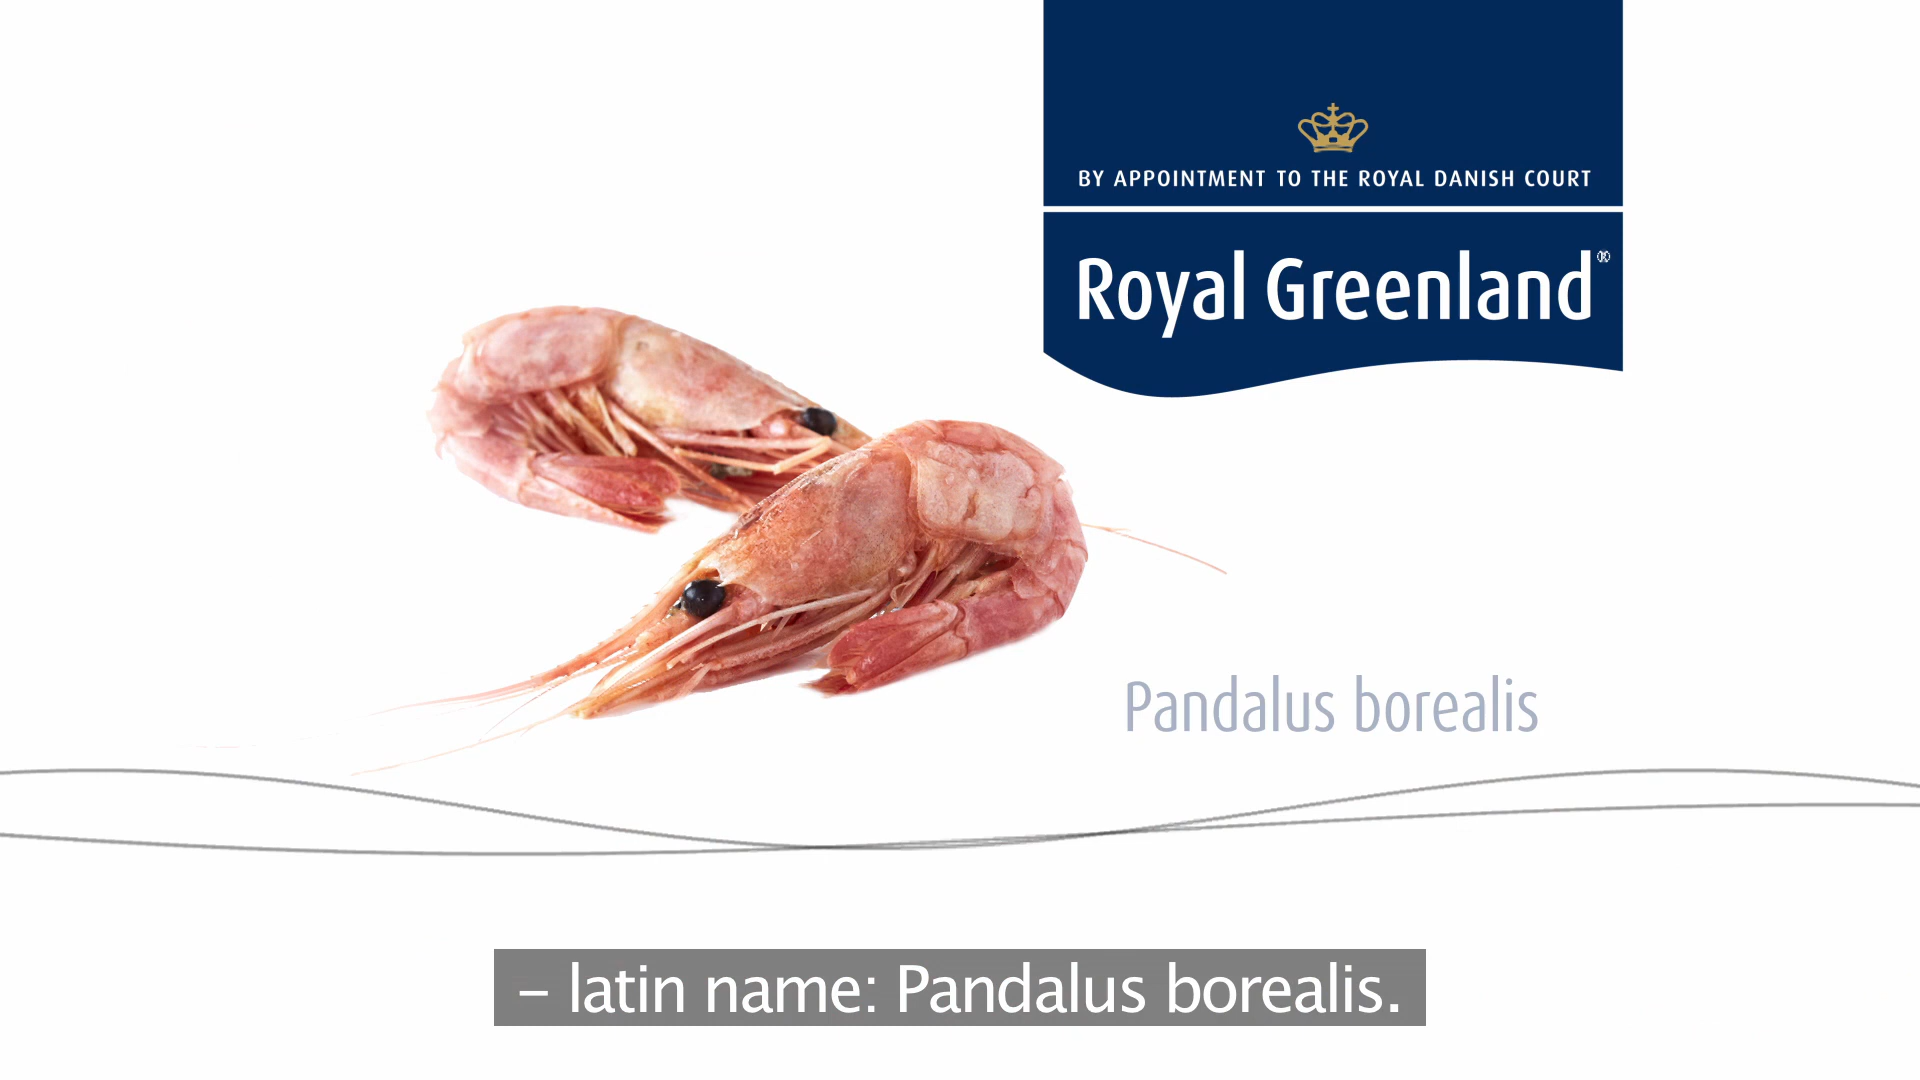 BY APPOINTMENT TO THE ROYAL DANISH COURT
Royal Greenland®
Pandalus borealis
– latin name: Pandalus borealis.